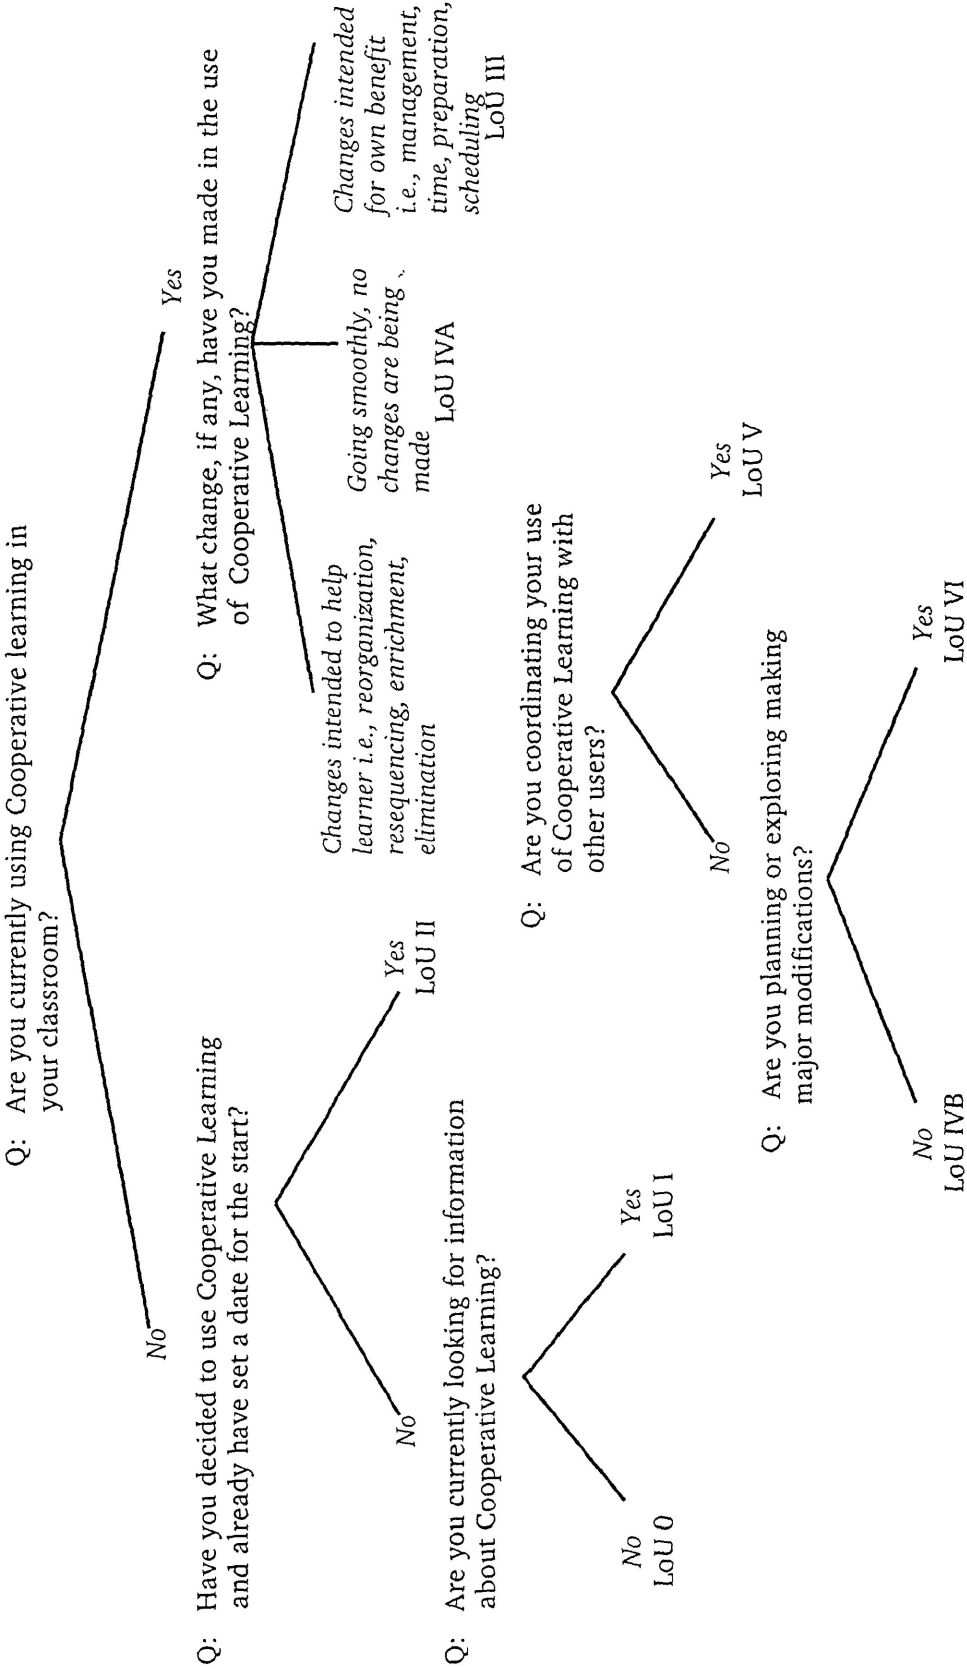 Q: Are you currently using Cooperative learning in
your classroom?
No
Yes
Q: Have you decided to use Cooperative Learning
and already have set a date for the start?
No
Yes
LoU II
Q: Are you currently looking for information
about Cooperative Learning?
No
LoU 0
Yes
LoU I
Q: What change, if any, have you made in the use
of Cooperative Learning?
Changes intended to help
learner i.e., reorganization,
resequencing, enrichment,
elimination
Going smoothly, no
changes are being
made
LoU IVA
Changes intended
for own benefit
i.e., management,
time, preparation,
scheduling
LoU III
Q: Are you coordinating your use
of Cooperative Learning with
other users?
No
Yes
LoU V
Q: Are you planning or exploring making
major modifications?
No
LoU IVB
Yes
LoU VI